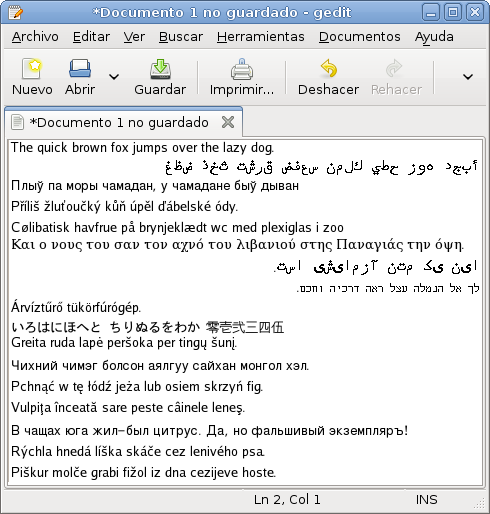 *Documento 1 no guardado - gedit
Archivo Editar Ver Buscar Herramientas Documentos Ayuda
Nuevo Abrir Guardar Imprimir... Deshacer Rehacer
*Documento 1 no guardado
The quick brown fox jumps over the lazy dog.
أبجد هوز حطي كلمن سعفض قرشت ثخذ ضظغ
Плыў па моры чамадан, у чамадане быў дыван
Příliš žluťoučký kůň úpěl ďábelské ódy.
Cølibatisk havfrue på brynjeklædt wc med plexiglas i zoo
Και ο νους του σαν τον αχνό του λιβανιού στης Παναγιάς την όψη.
این یک متن آزمایشی است.
לך אל הנמלה עצל ראה דרכיה וחכם.
Árvíztűrő tükörfúrógép.
いろはにほへと ちりぬるをわか 零壱弐三四伍
Greita ruda lapė peršoka per tingų šunį.
Чихний чимэг болсон аялгуу сайхан монгол хэл.
Pchnąć w tę łódź jeża lub osiem skrzyń fig.
Vulpița înceată sare peste câinele leneș.
В чащах юга жил-был цитрус. Да, но фальшивый экземпляръ!
Rýchla hnedá líška skáče cez lenivého psa.
Piškur molče grabi fižol iz dna cezijeve hoste.
Ln 2, Col 1 INS